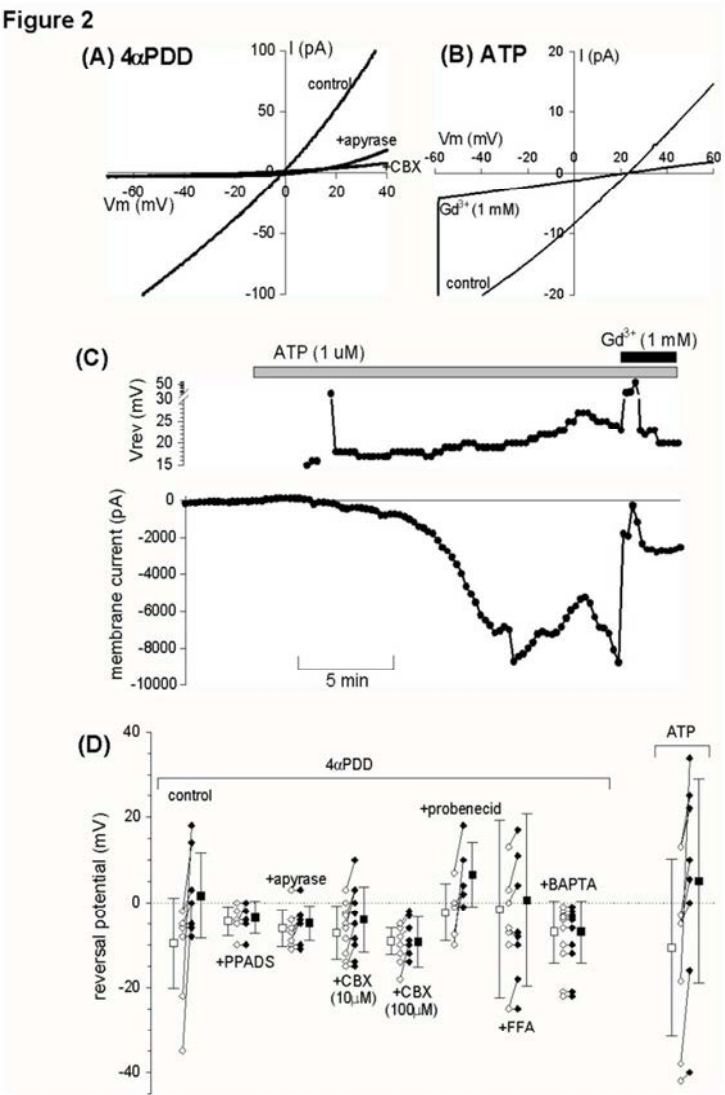 Figure 2
(A) 4αPDD
I (pA)
100
50
0
-50
-100
control
+apyrase
+CBX
Vm (mV)
-60 -40 -20 0 20 40
(B) ATP
I (pA)
20
10
0
-10
-20
Vm (mV)
-60 -40 -20 0 20 40 60
Gd3+ (1 mM)
control
(C)
ATP (1 uM)
Gd3+ (1 mM)
Vrev (mV)
50
30
25
20
15
membrane current (pA)
0
-2000
-4000
-6000
-8000
-10000
5 min
(D)
reversal potential (mV)
40
20
0
-20
-40
4αPDD
ATP
control
+PPADS
+apyrase
+CBX
(10μM)
+CBX
(100μM)
+probenecid
+FFA
+BAPTA